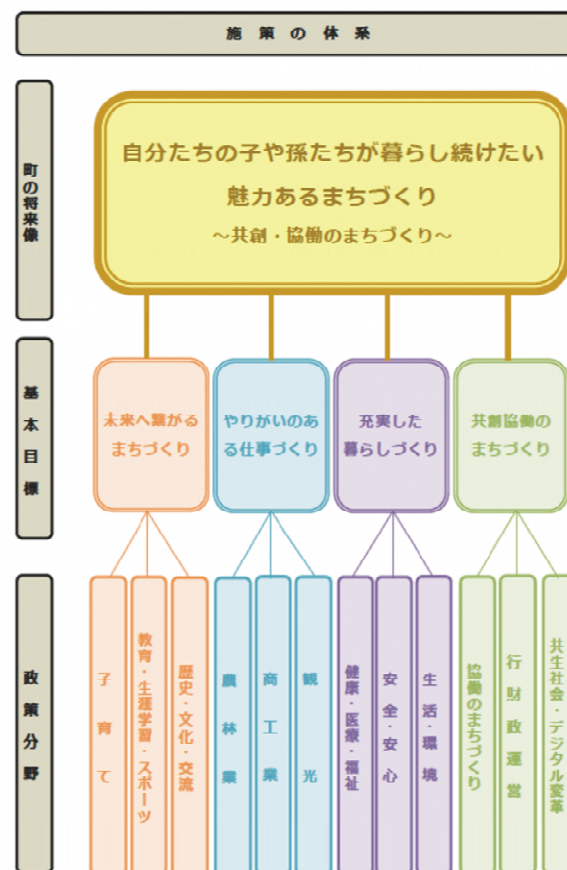 施策の体系
町の将来像
自分たちの子や孫たちが暮らし続けたい
魅力あるまちづくり
～共創・協働のまちづくり～
基本目標
未来へ繋がる
まちづくり
やりがいのあ
る仕事づくり
充実した
暮らしづくり
共創協働の
まちづくり
政策分野
子育て
教育・生涯学習・スポーツ
歴史・文化・交流
農林業
商工業
観光
健康・医療・福祉
安全・安心
生活・環境
協働のまちづくり
行財政運営
共生社会・デジタル変革